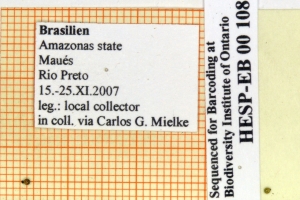 Brasilien
Amazonas state
Maués
Rio Preto
15.-25.XI.2007
leg.: local collector
in coll. via Carlos G. Mielke
Sequenced for Barcoding at
Biodiversity Institute of Ontario
HESP-EB 00 108